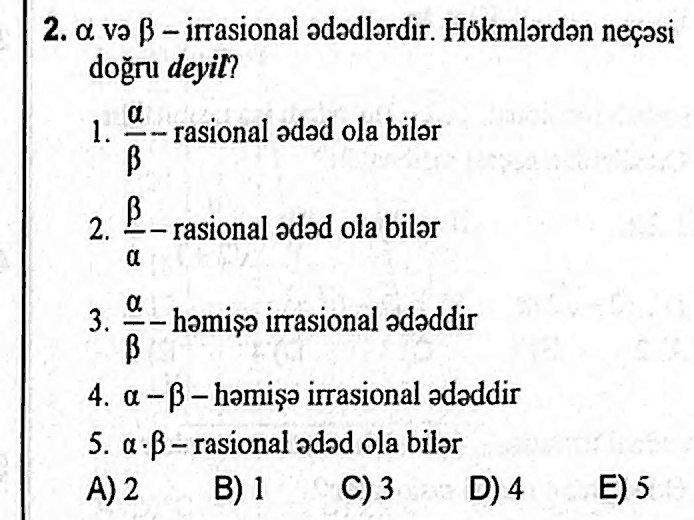 2. α və β – irrasional ədədlərdir. Hökmlərdən neçəsi
doğru deyil?
1. α/β – rasional ədəd ola bilər
2. β/α – rasional ədəd ola bilər
3. α/β – həmişə irrasional ədəddir
4. α – β – həmişə irrasional ədəddir
5. α·β – rasional ədəd ola bilər
A) 2 B) 1 C) 3 D) 4 E) 5